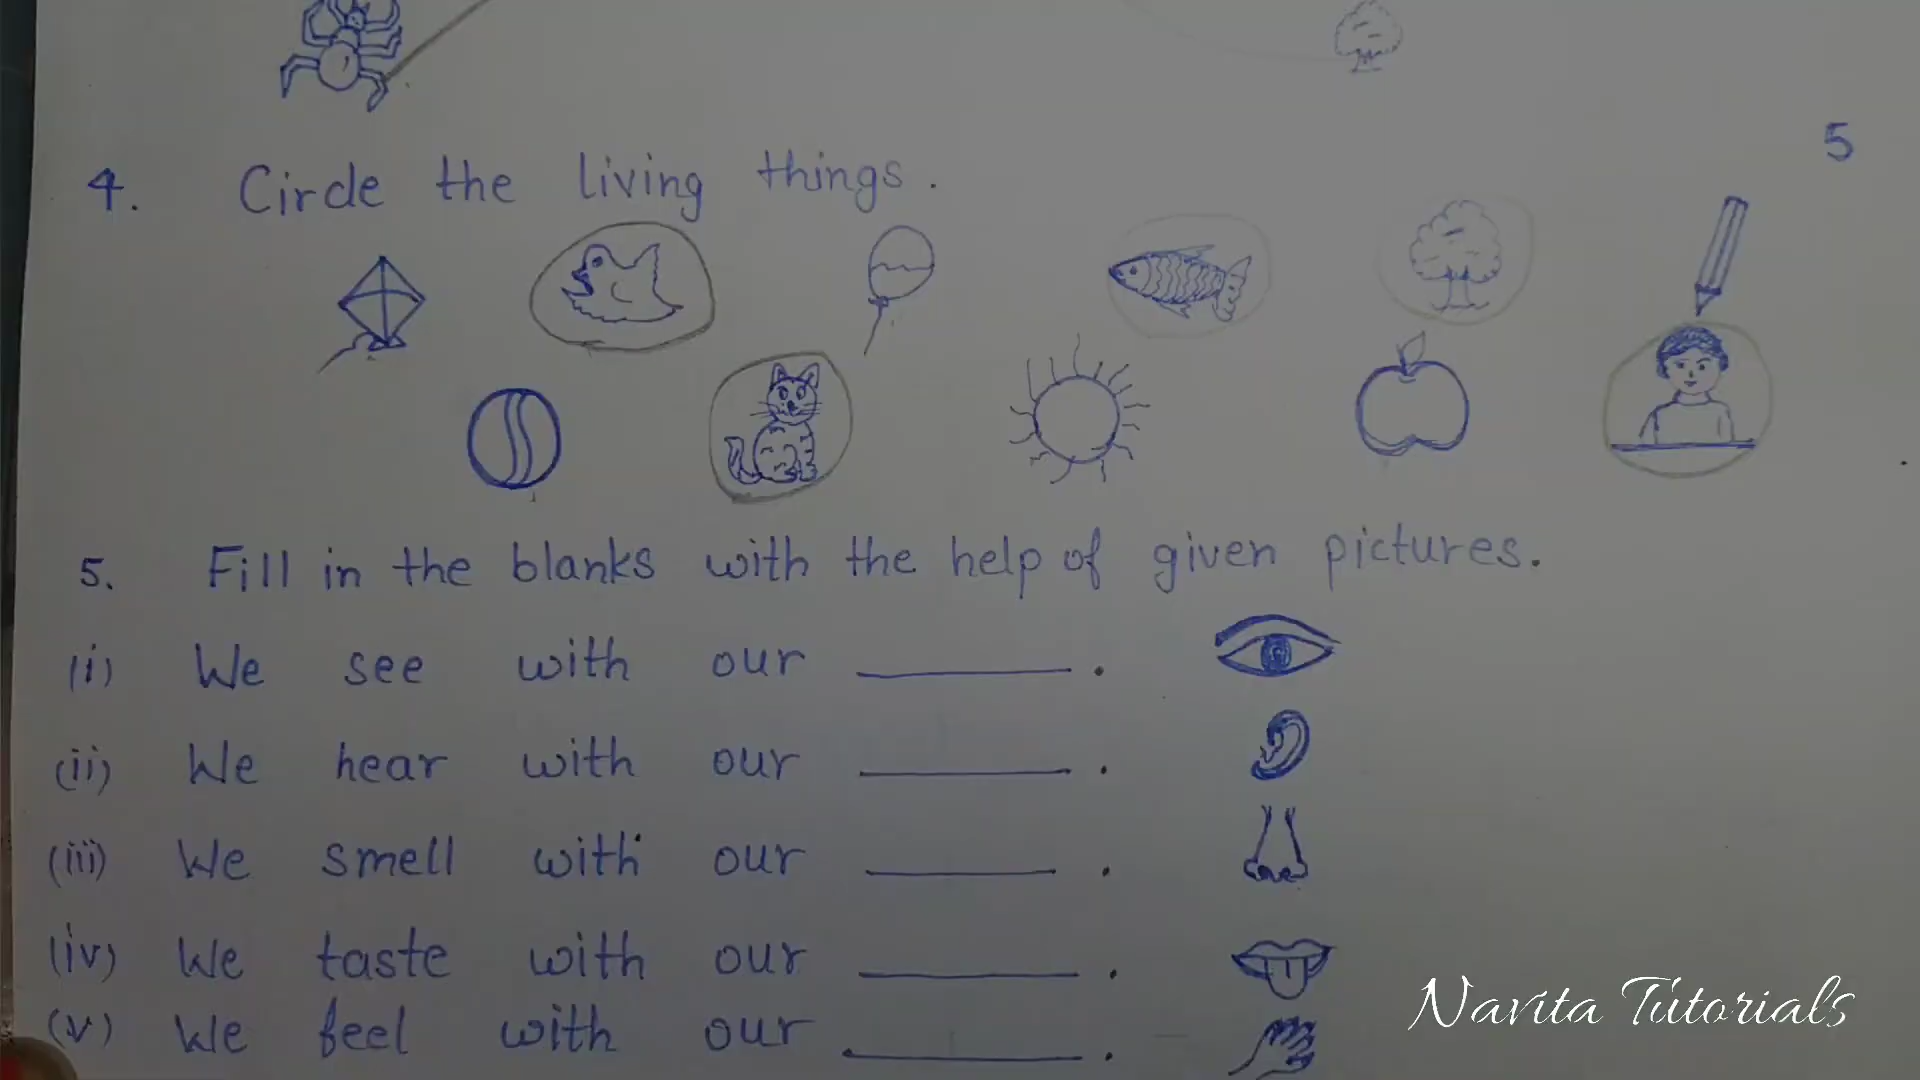 5
4. Circle the living things.
5. Fill in the blanks with the help of given pictures.
(i) We see with our ________.
(ii) We hear with our ________.
(iii) We smell with our ________.
(iv) We taste with our ________.
(v) We feel with our ________.
Navita Tutorials